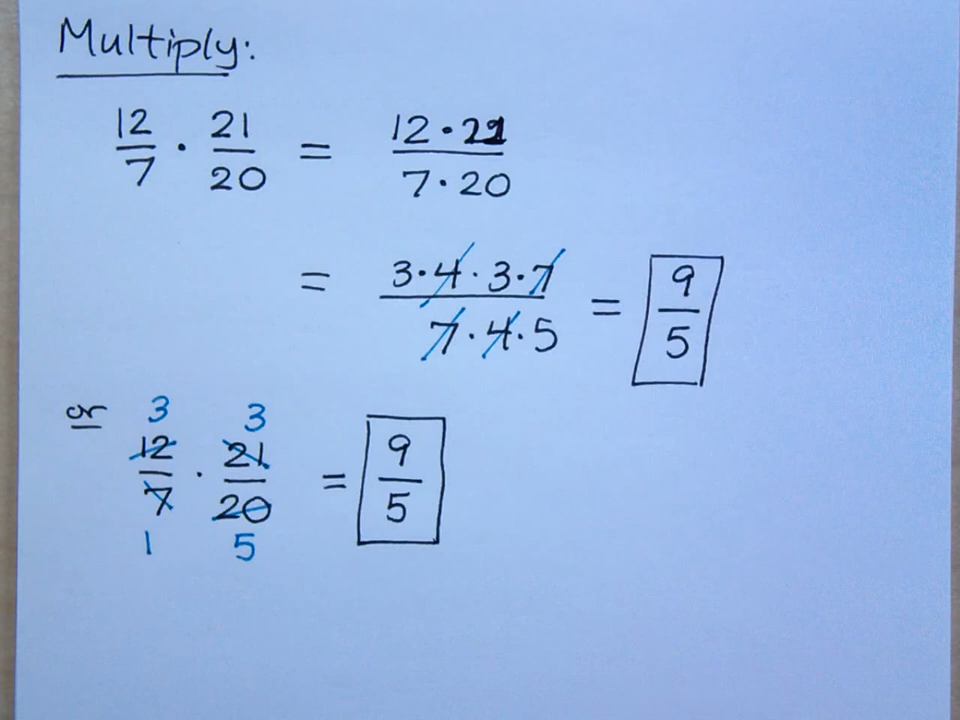 Multiply:
12/7 · 21/20 = 12 · 21 / 7 · 20
= 3 · 4 · 3 · 7 / 7 · 4 · 5 = 9/5
or 3 3
12/7 · 21/20 = 9/5
1 5